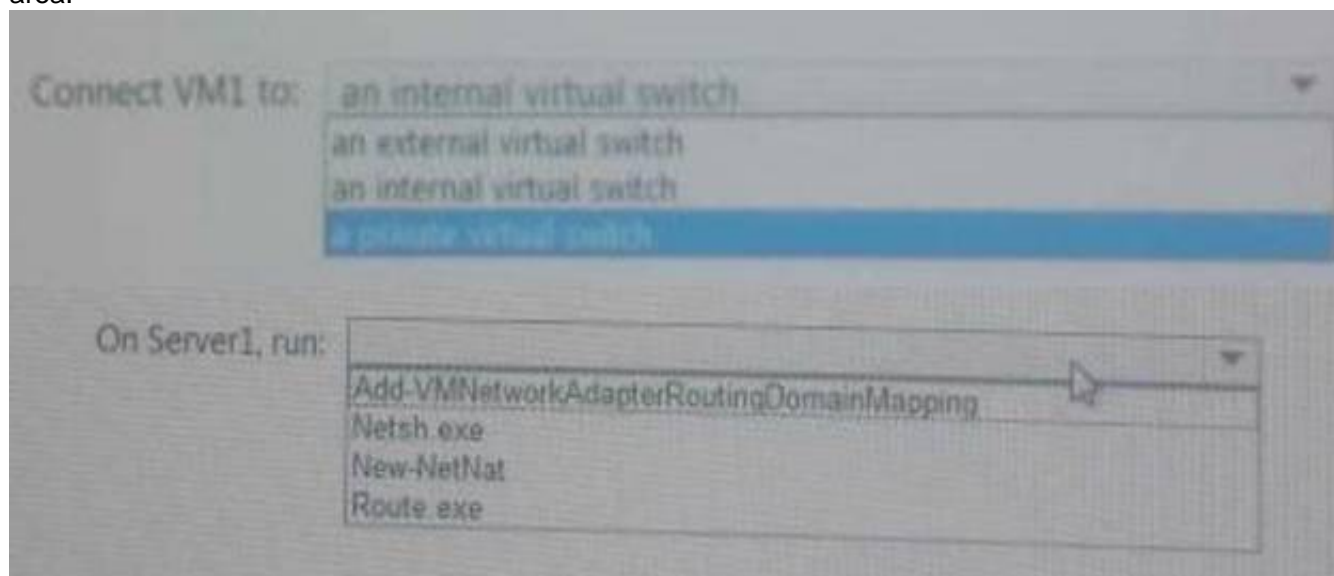 area.
Connect VM1 to: an internal virtual switch
an external virtual switch
an internal virtual switch
a private virtual switch
On Server1, run:
Add-VMNetworkAdapterRoutingDomainMapping
Netsh.exe
New-NetNat
Route.exe